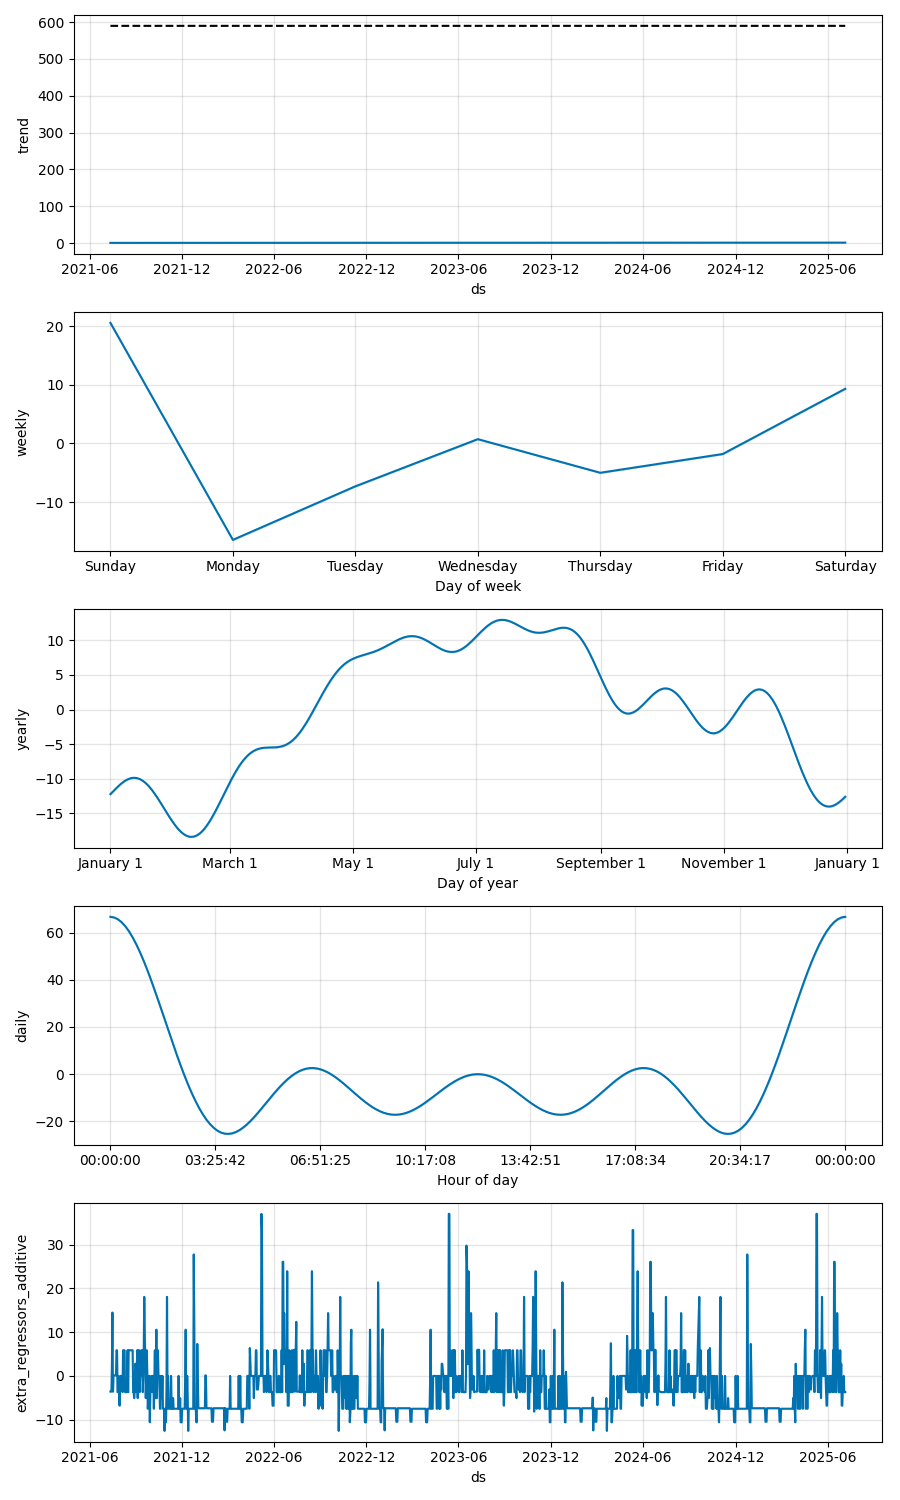 600
500
400
300
200
100
0
trend
2021-06 2021-12 2022-06 2022-12 2023-06 2023-12 2024-06 2024-12 2025-06
ds
20
10
0
−10
weekly
Sunday Monday Tuesday Wednesday Thursday Friday Saturday
Day of week
10
5
0
−5
−10
−15
yearly
January 1 March 1 May 1 July 1 September 1 November 1 January 1
Day of year
60
40
20
0
−20
daily
00:00:00 03:25:42 06:51:25 10:17:08 13:42:51 17:08:34 20:34:17 00:00:00
Hour of day
30
20
10
0
−10
extra_regressors_additive
2021-06 2021-12 2022-06 2022-12 2023-06 2023-12 2024-06 2024-12 2025-06
ds